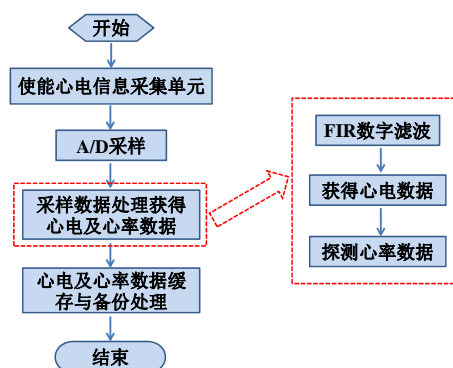 开始
使能心电信息采集单元
A/D采样
采样数据处理获得
心电及心率数据
心电及心率数据缓
存与备份处理
结束
FIR数字滤波
获得心电数据
探测心率数据